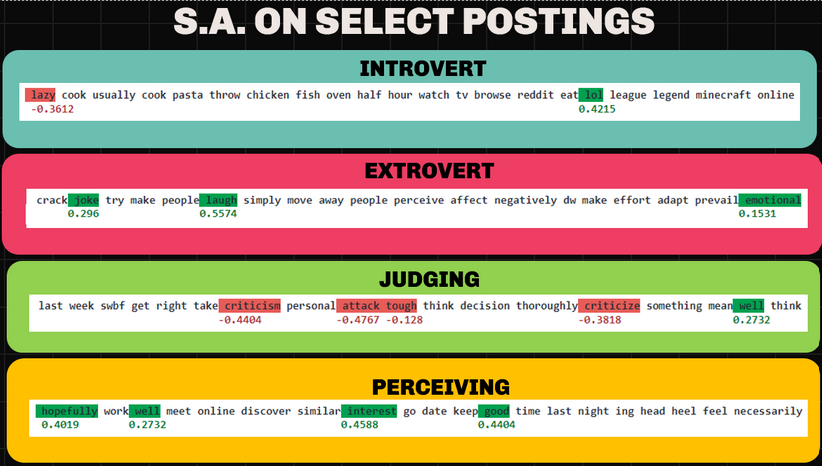 S.A. ON SELECT POSTINGS
INTROVERT
lazy cook usually cook pasta throw chicken fish oven half hour watch tv browse reddit eat lol league legend minecraft online
-0.3612 0.4215
EXTROVERT
crack joke try make people laugh simply move away people perceive affect negatively dw make effort adapt prevail emotional
0.296 0.5574 0.1531
JUDGING
last week swbf get right take criticism personal attack tough think decision thoroughly criticize something mean well think
-0.4404 -0.4767 -0.128 -0.3818 0.2732
PERCEIVING
hopefully work well meet online discover similar interest go date keep good time last night ing head heel feel necessarily
0.4019 0.2732 0.4588 0.4404